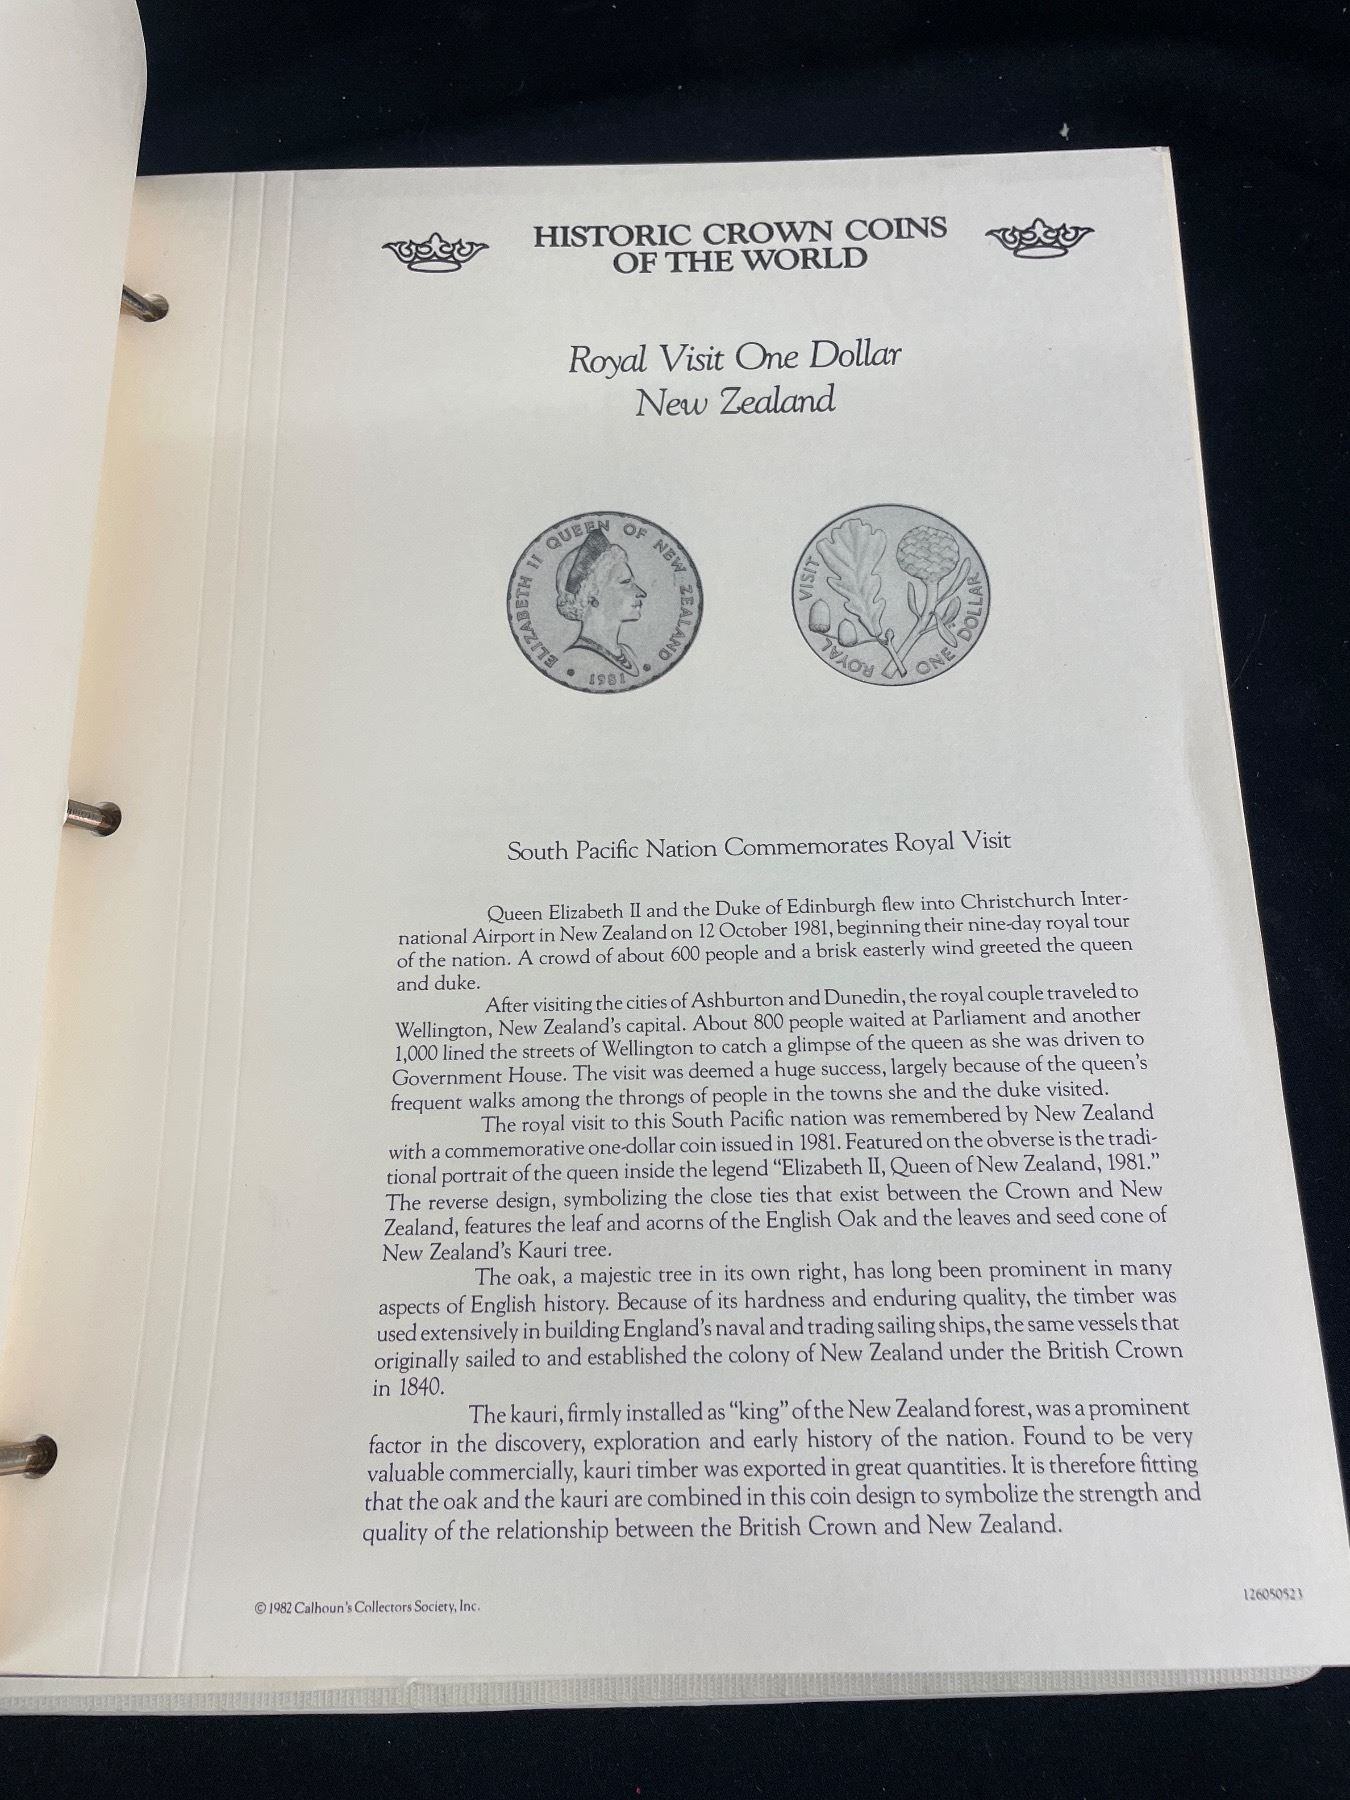 HISTORIC CROWN COINS
OF THE WORLD
Royal Visit One Dollar
New Zealand
ELIZABETH II QUEEN OF NEW ZEALAND
1981
ROYAL VISIT
ONE DOLLAR
South Pacific Nation Commemorates Royal Visit
Queen Elizabeth II and the Duke of Edinburgh flew into Christchurch Inter-
national Airport in New Zealand on 12 October 1981, beginning their nine-day royal tour
of the nation. A crowd of about 600 people and a brisk easterly wind greeted the queen
and duke.
After visiting the cities of Ashburton and Dunedin, the royal couple traveled to
Wellington, New Zealand's capital. About 800 people waited at Parliament and another
1,000 lined the streets of Wellington to catch a glimpse of the queen as she was driven to
Government House. The visit was deemed a huge success, largely because of the queen's
frequent walks among the throngs of people in the towns she and the duke visited.
The royal visit to this South Pacific nation was remembered by New Zealand
with a commemorative one-dollar coin issued in 1981. Featured on the obverse is the tradi-
tional portrait of the queen inside the legend "Elizabeth II, Queen of New Zealand, 1981."
The reverse design, symbolizing the close ties that exist between the Crown and New
Zealand, features the leaf and acorns of the English Oak and the leaves and seed cone of
New Zealand's Kauri tree.
The oak, a majestic tree in its own right, has long been prominent in many
aspects of English history. Because of its hardness and enduring quality, the timber was
used extensively in building England's naval and trading sailing ships, the same vessels that
originally sailed to and established the colony of New Zealand under the British Crown
in 1840.
The kauri, firmly installed as "king" of the New Zealand forest, was a prominent
factor in the discovery, exploration and early history of the nation. Found to be very
valuable commercially, kauri timber was exported in great quantities. It is therefore fitting
that the oak and the kauri are combined in this coin design to symbolize the strength and
quality of the relationship between the British Crown and New Zealand.
© 1982 Calhoun's Collectors Society, Inc.
126050523